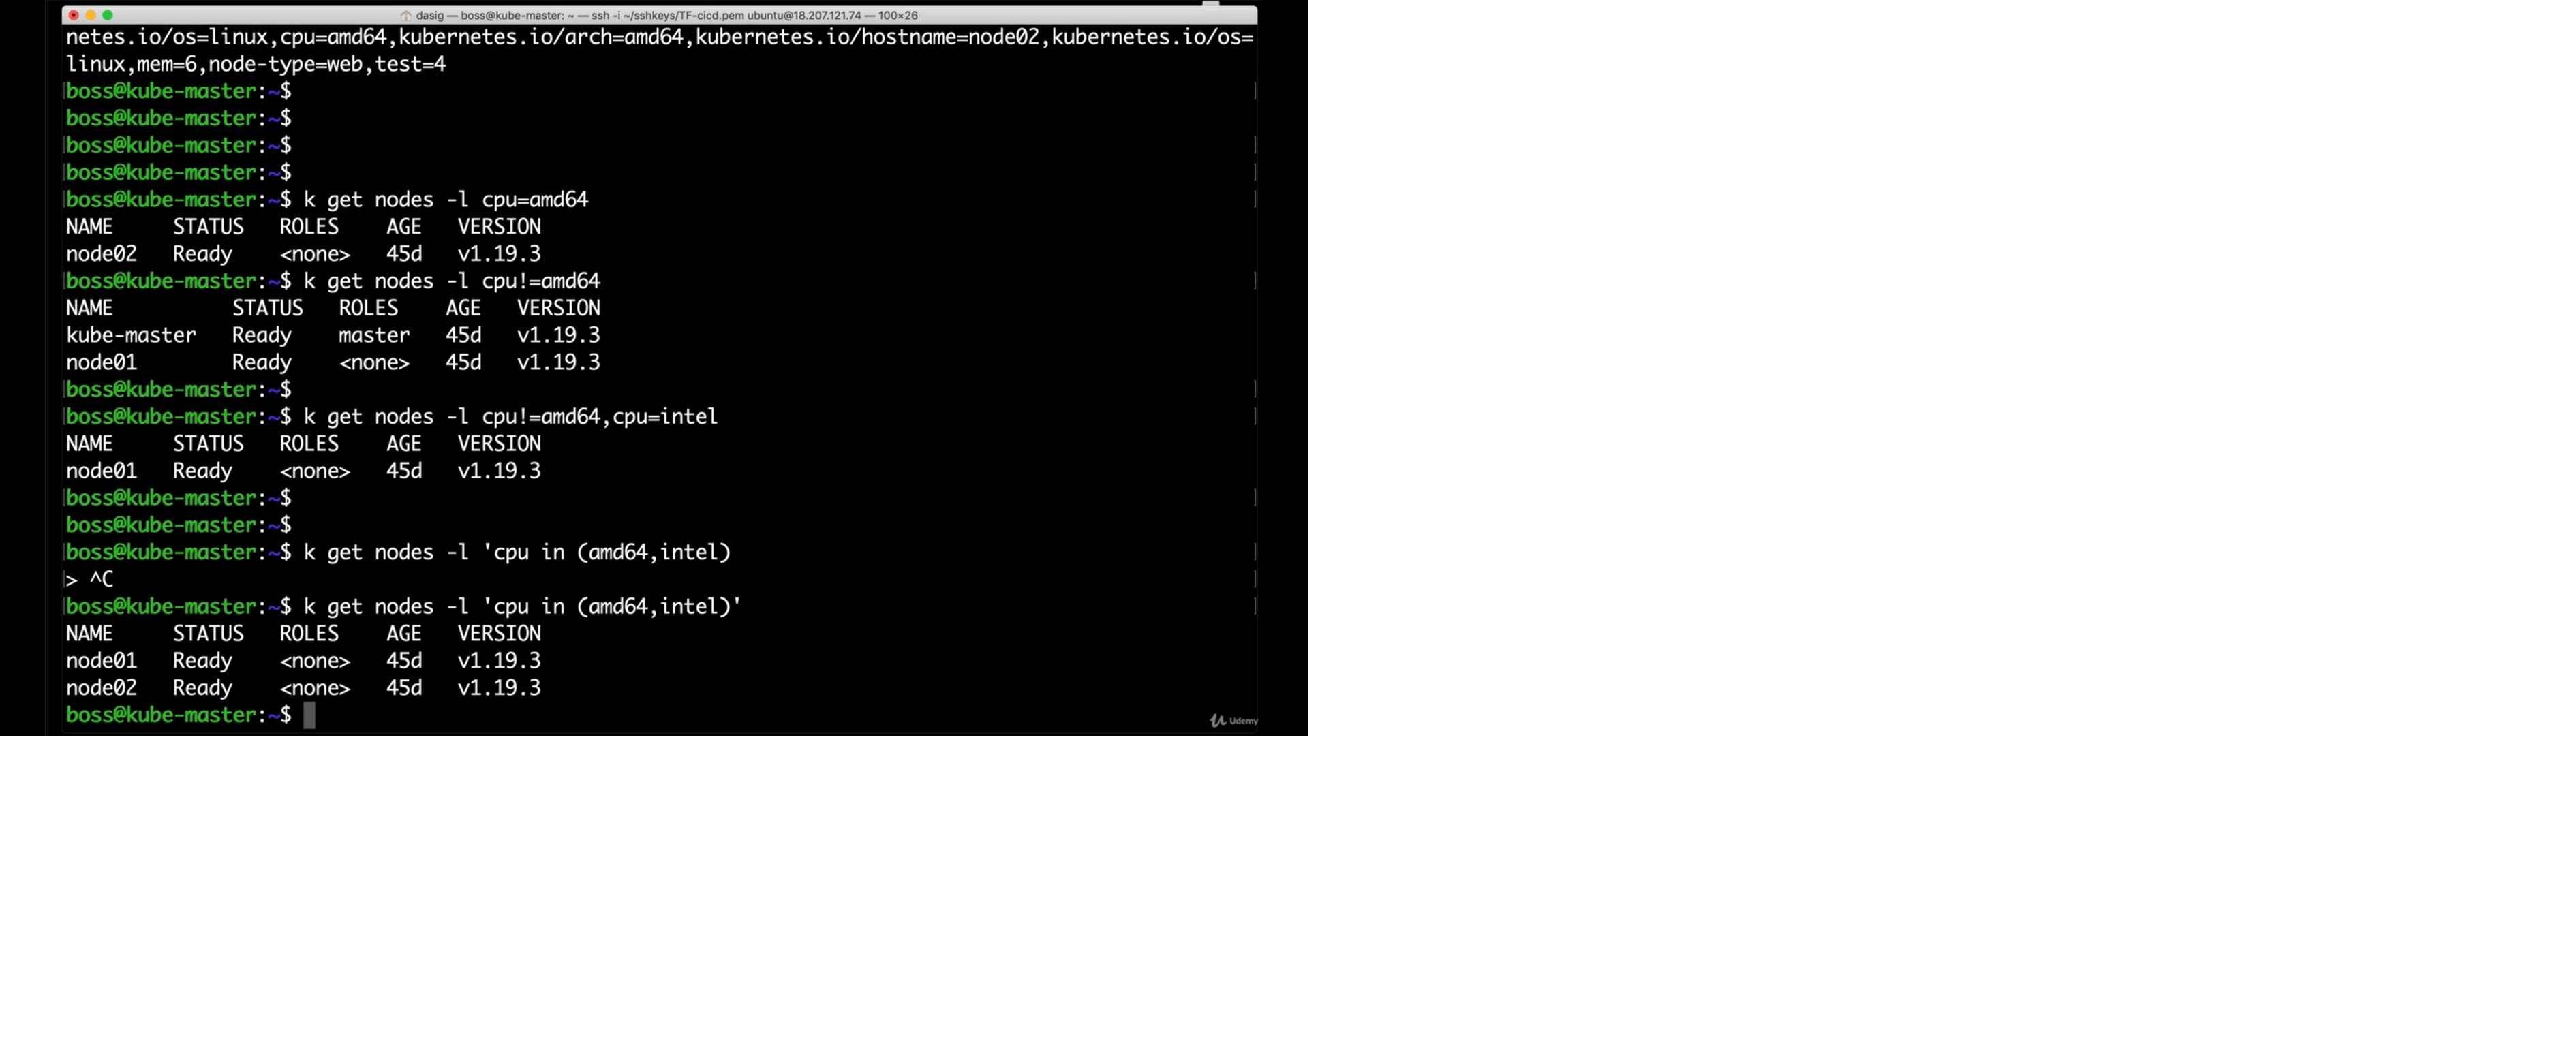 dasig — boss@kube-master: ~ — ssh -i ~/sshkeys/TF-cicd.pem ubuntu@18.207.121.74 — 100×26
netes.io/os=linux,cpu=amd64,kubernetes.io/arch=amd64,kubernetes.io/hostname=node02,kubernetes.io/os=
linux,mem=6,node-type=web,test=4
boss@kube-master:~$
boss@kube-master:~$
boss@kube-master:~$
boss@kube-master:~$
boss@kube-master:~$ k get nodes -l cpu=amd64
NAME     STATUS   ROLES    AGE   VERSION
node02   Ready    <none>   45d   v1.19.3
boss@kube-master:~$ k get nodes -l cpu!=amd64
NAME          STATUS   ROLES    AGE   VERSION
kube-master   Ready    master   45d   v1.19.3
node01        Ready    <none>   45d   v1.19.3
boss@kube-master:~$
boss@kube-master:~$ k get nodes -l cpu!=amd64,cpu=intel
NAME     STATUS   ROLES    AGE   VERSION
node01   Ready    <none>   45d   v1.19.3
boss@kube-master:~$
boss@kube-master:~$
boss@kube-master:~$ k get nodes -l 'cpu in (amd64,intel)
> ^C
boss@kube-master:~$ k get nodes -l 'cpu in (amd64,intel)'
NAME     STATUS   ROLES    AGE   VERSION
node01   Ready    <none>   45d   v1.19.3
node02   Ready    <none>   45d   v1.19.3
boss@kube-master:~$
Udemy